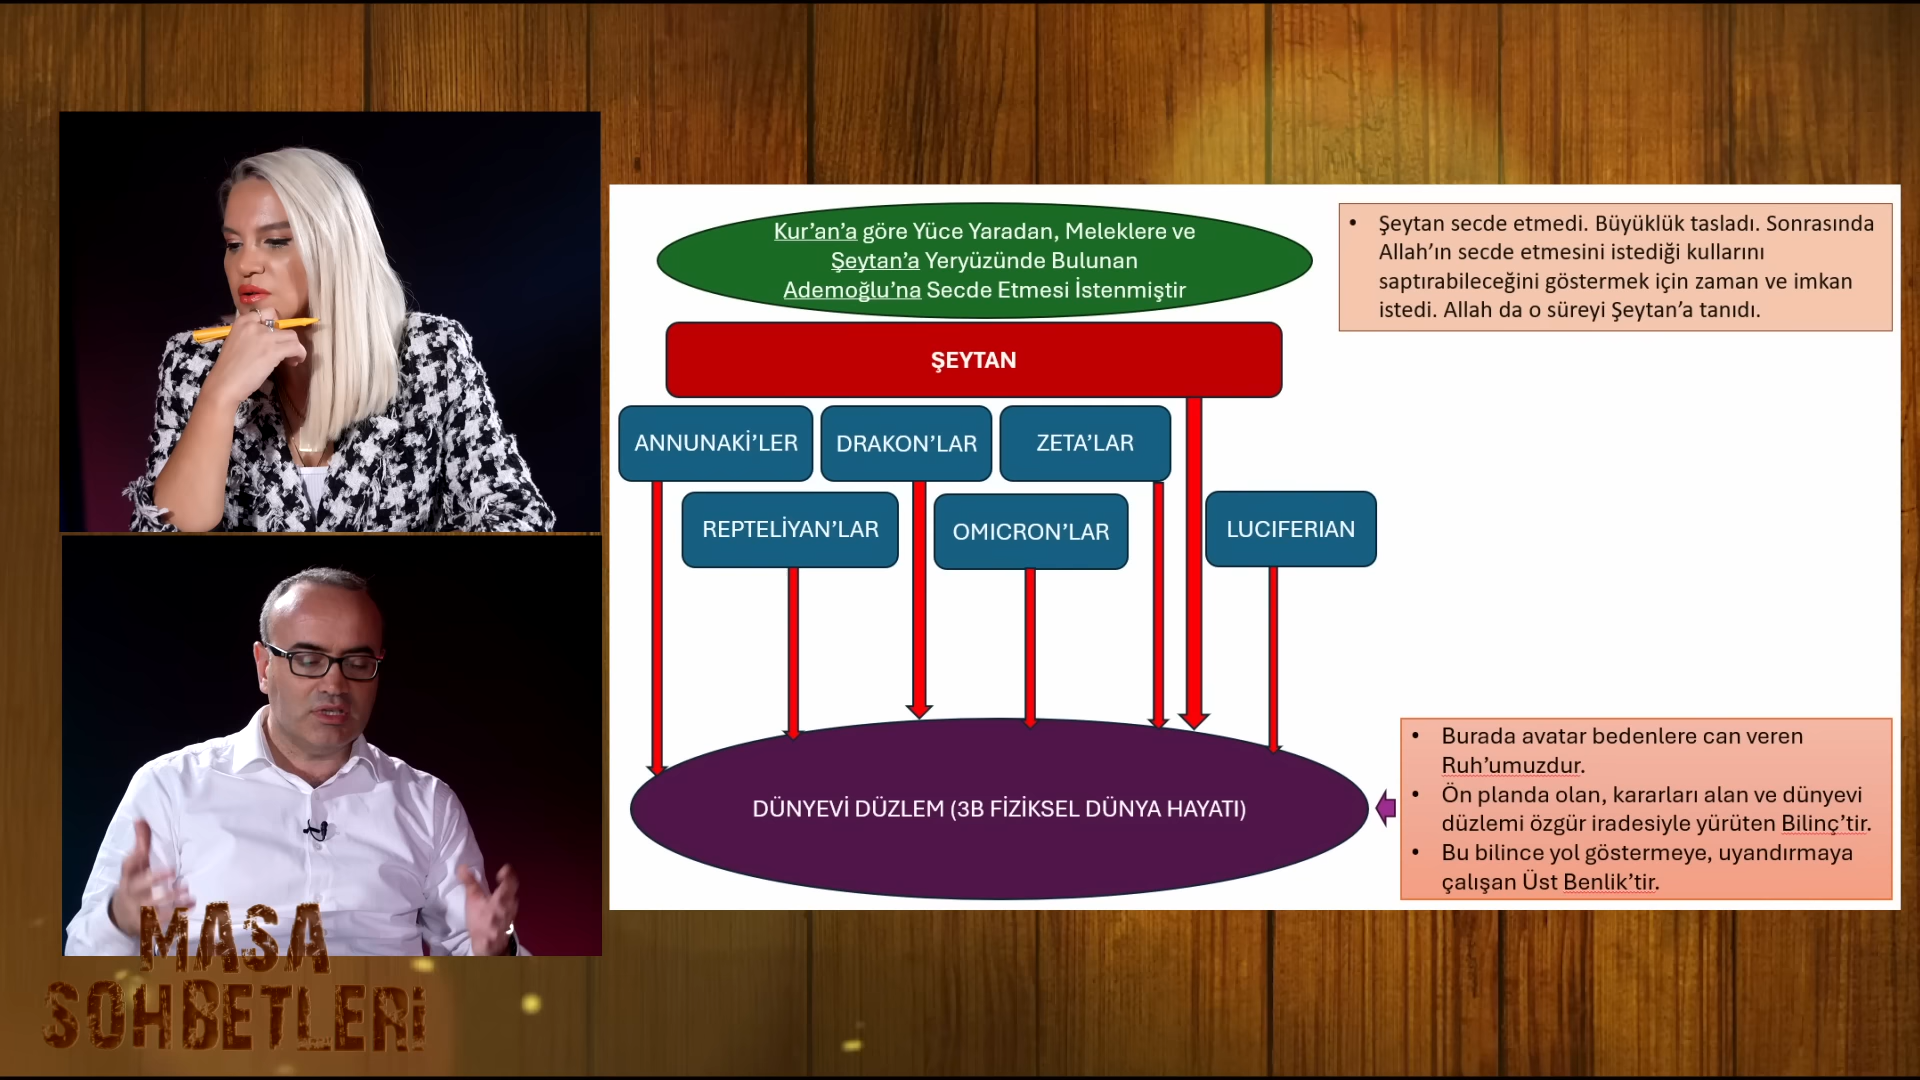 Kur'an'a göre Yüce Yaradan, Meleklere ve
Şeytan'a Yeryüzünde Bulunan
Ademoğlu'na Secde Etmesi İstenmiştir
• Şeytan secde etmedi. Büyüklük tasladı. Sonrasında
Allah'ın secde etmesini istediği kullarını
saptırabileceğini göstermek için zaman ve imkan
istedi. Allah da o süreyi Şeytan'a tanıdı.
ŞEYTAN
ANNUNAKİ'LER
DRAKON'LAR
ZETA'LAR
REPTELİYAN'LAR
OMICRON'LAR
LUCIFERIAN
DÜNYEVİ DÜZLEM (3B FİZİKSEL DÜNYA HAYATI)
• Burada avatar bedenlere can veren
Ruh'umuzdur.
• Ön planda olan, kararları alan ve dünyevi
düzlemi özgür iradesiyle yürüten Bilinç'tir.
• Bu bilince yol göstermeye, uyandırmaya
çalışan Üst Benlik'tir.
MASA
SOHBETLERİ